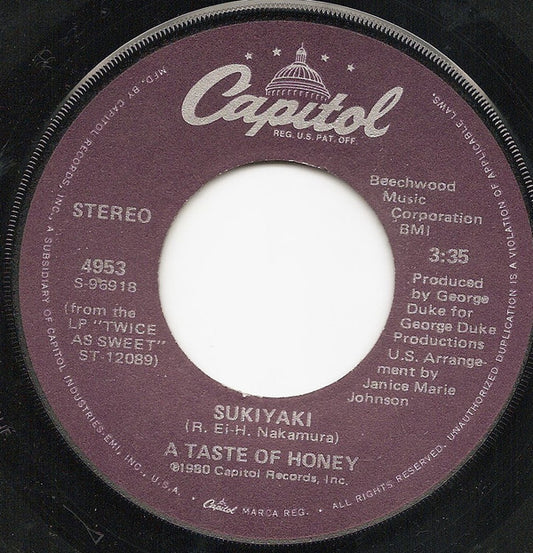 Capitol
REG. U.S. PAT. OFF.
STEREO
4953
S-96918
(from the
LP "TWICE
AS SWEET"
ST-12089)
Beechwood
Music
Corporation
BMI
3:35
Produced
by George
Duke for
George Duke
Productions
U.S. Arrange-
ment by
Janice Marie
Johnson
SUKIYAKI
(R. Ei-H. Nakamura)
A TASTE OF HONEY
℗1980 Capitol Records, Inc.
MFD. BY CAPITOL RECORDS, INC. A SUBSIDIARY OF CAPITOL INDUSTRIES-EMI, INC., U.S.A. • Capitol MARCA REG. • ALL RIGHTS RESERVED. UNAUTHORIZED DUPLICATION IS A VIOLATION OF APPLICABLE LAWS.